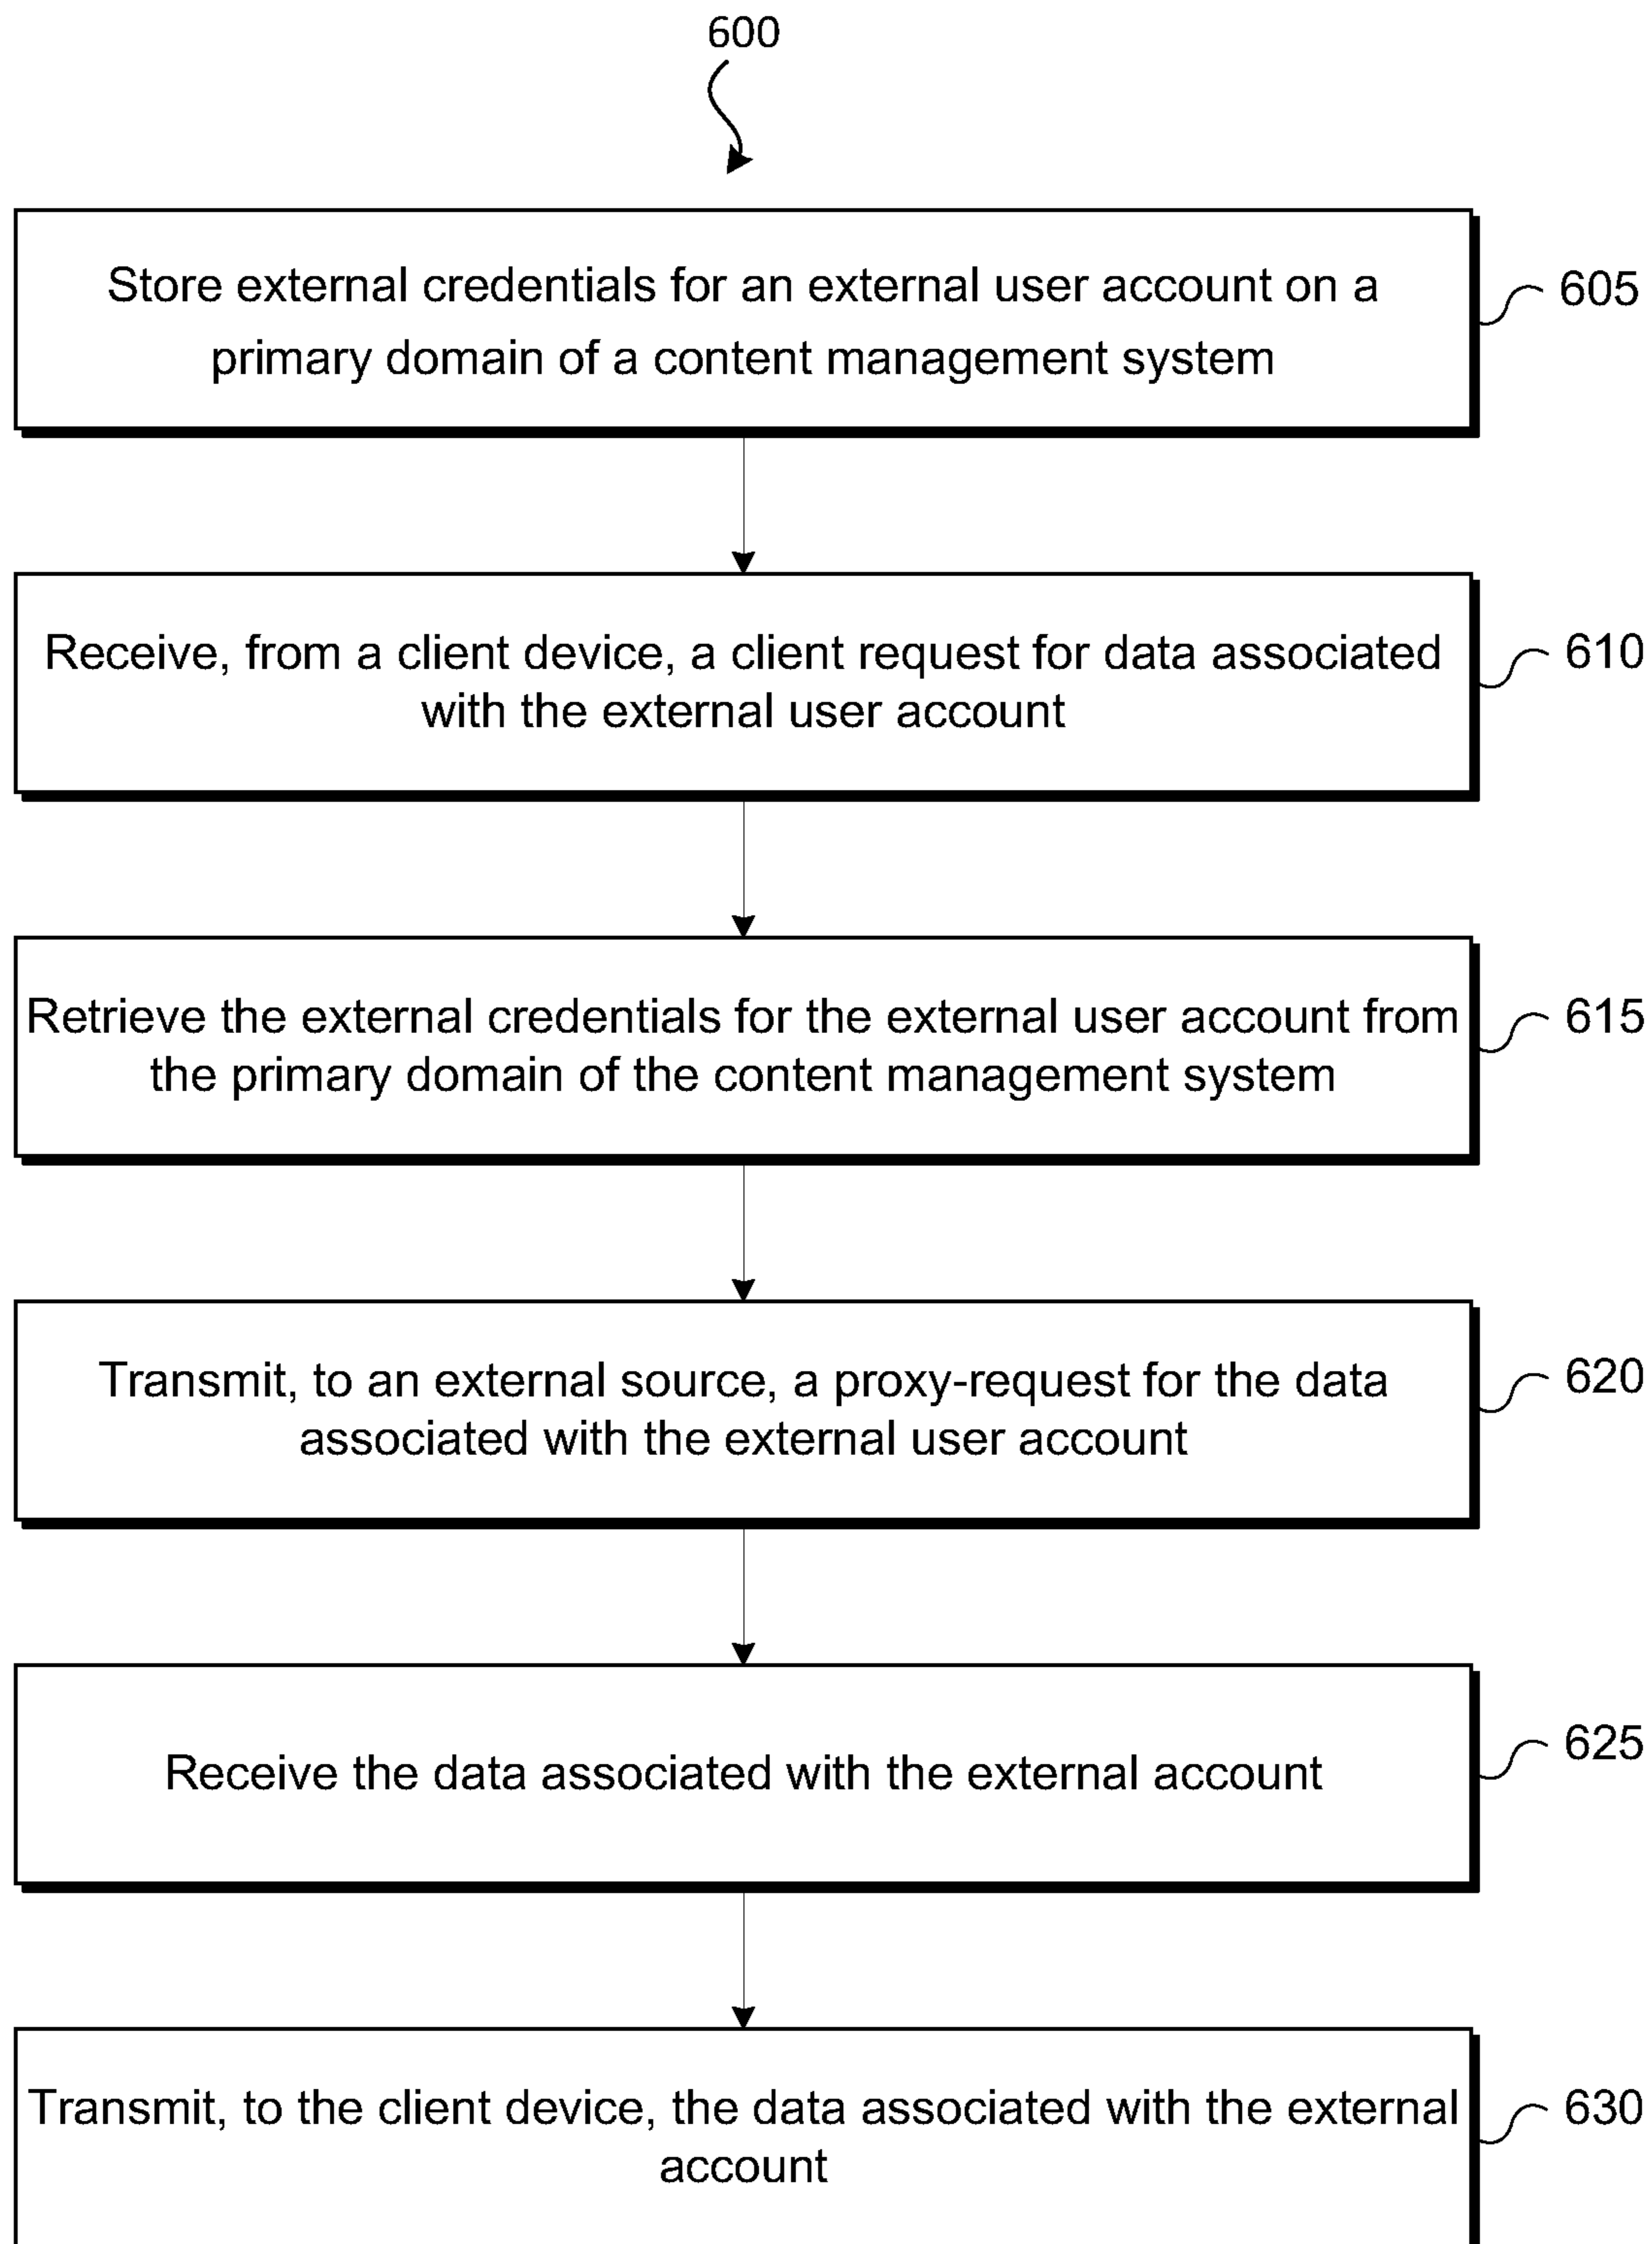 600
Store external credentials for an external user account on a
primary domain of a content management system
605
Receive, from a client device, a client request for data associated
with the external user account
610
Retrieve the external credentials for the external user account from
the primary domain of the content management system
615
Transmit, to an external source, a proxy-request for the data
associated with the external user account
620
Receive the data associated with the external account
625
Transmit, to the client device, the data associated with the external
account
630